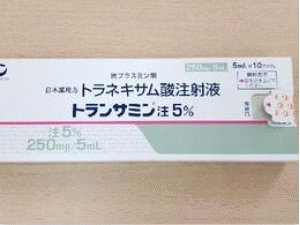 抗プラスミン剤
日本薬局方 トラネキサム酸注射液
トランサミン®注5%
250mg/5mL
5mL×10アンプル
注5%
250mg/5mL